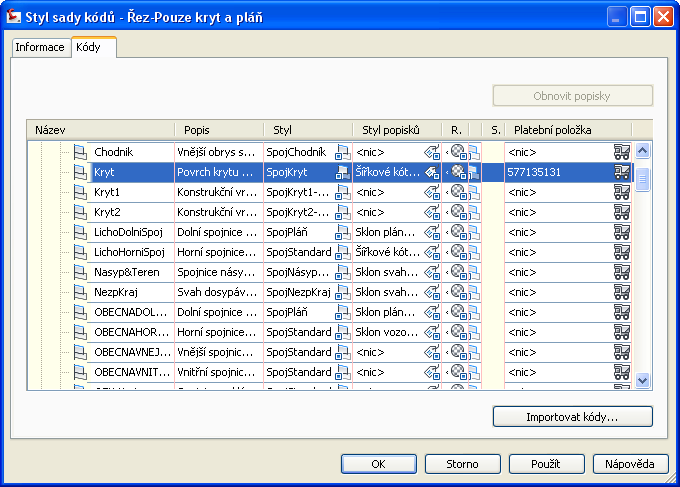 Styl sady kódů - Řez-Pouze kryt a pláň
Informace Kódy
Obnovit popisky
Název Popis Styl Styl popisků R. S. Platební položka
Chodnik Vnější obrys s... SpojChodník <nic> <nic>
Kryt Povrch krytu ... SpojKryt Šířkové kót... 577135131
Kryt1 Konstrukční vr... SpojKryt1-... <nic> <nic>
Kryt2 Konstrukční vr... SpojKryt2-... <nic> <nic>
LichoDolniSpoj Dolní spojnice ... SpojPláň Sklon plán... <nic>
LichoHorniSpoj Horní spojnice... SpojStandard Šířkové kót... <nic>
Nasyp&Teren Spojnice násy... SpojNásyp... Sklon svah... <nic>
NezpKraj Svah dosypáv... SpojNezpKraj Sklon svah... <nic>
OBECNADOL... Dolní spojnice ... SpojPláň Sklon plán... <nic>
OBECNAHOR... Horní spojnice... SpojStandard Sklon vozo... <nic>
OBECNAVNEJ... Vnější spojnic... SpojStandard <nic> <nic>
OBECNAVNIT... Vnitřní spojnic... SpojStandard <nic> <nic>
Importovat kódy...
OK Storno Použít Nápověda